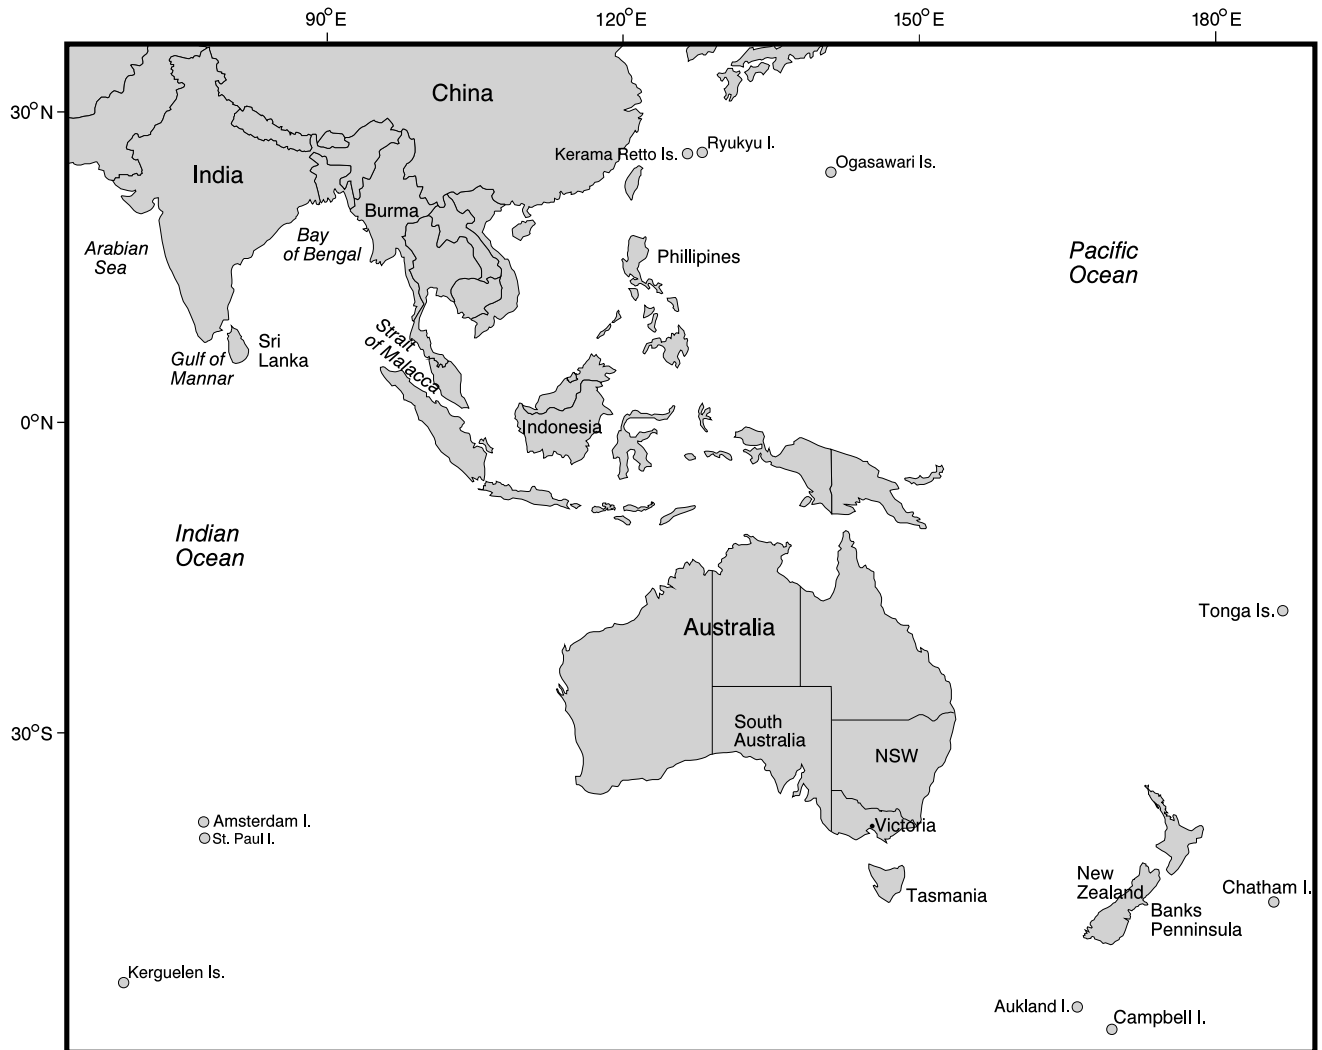 90°E
120°E
150°E
180°E
30°N
China
Kerama Retto Is.
Ryukyu I.
Ogasawari Is.
India
Burma
Arabian
Sea
Bay
of Bengal
Phillipines
Pacific
Ocean
Gulf of
Mannar
Sri
Lanka
Strait
of Malacca
0°N
Indonesia
Indian
Ocean
Tonga Is.
Australia
30°S
South
Australia
NSW
Amsterdam I.
St. Paul I.
Victoria
Tasmania
New
Zealand
Banks
Penninsula
Chatham I.
Kerguelen Is.
Aukland I.
Campbell I.